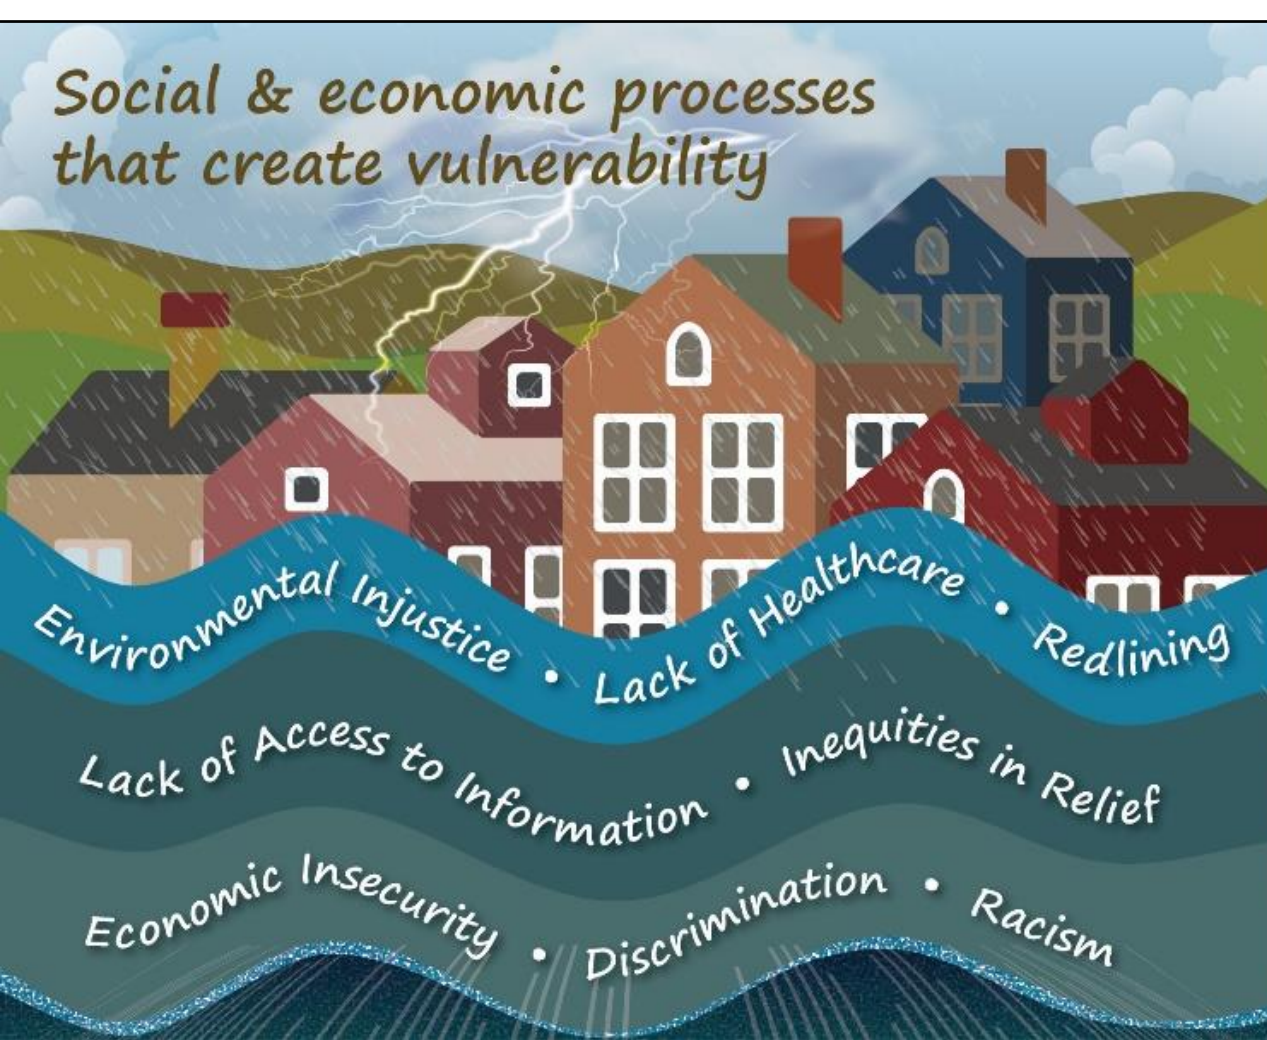 Social & economic processes
that create vulnerability
Environmental Injustice • Lack of Healthcare • Redlining
Lack of Access to Information • Inequities in Relief
Economic Insecurity • Discrimination • Racism